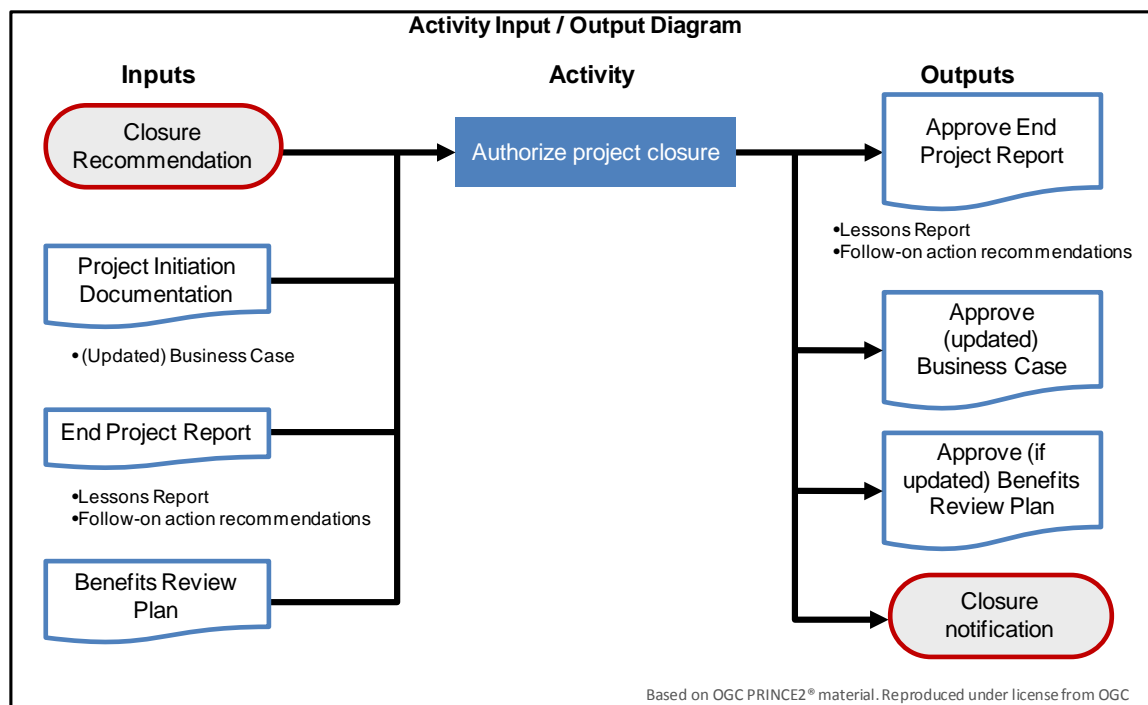 Activity Input / Output Diagram
Inputs
Activity
Outputs
Closure
Recommendation
Authorize project closure
Approve End
Project Report
•Lessons Report
•Follow-on action recommendations
Project Initiation
Documentation
•(Updated) Business Case
Approve
(updated)
Business Case
End Project Report
•Lessons Report
•Follow-on action recommendations
Approve (if
updated) Benefits
Review Plan
Benefits Review
Plan
Closure
notification
Based on OGC PRINCE2® material. Reproduced under license from OGC